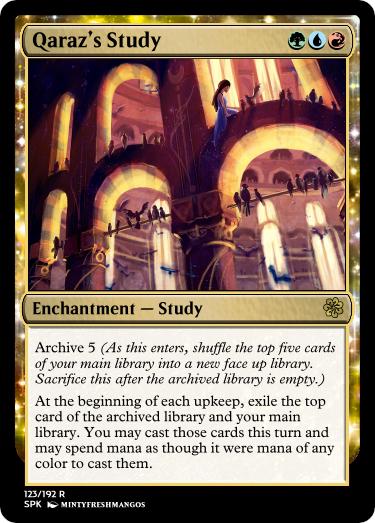 Qaraz's Study
Enchantment — Study
Archive 5 (As this enters, shuffle the top five cards
of your main library into a new face up library.
Sacrifice this after the archived library is empty.)
At the beginning of each upkeep, exile the top
card of the archived library and your main
library. You may cast those cards this turn and
may spend mana as though it were mana of any
color to cast them.
123/192 R
SPK MINTYFRESHMANGOS